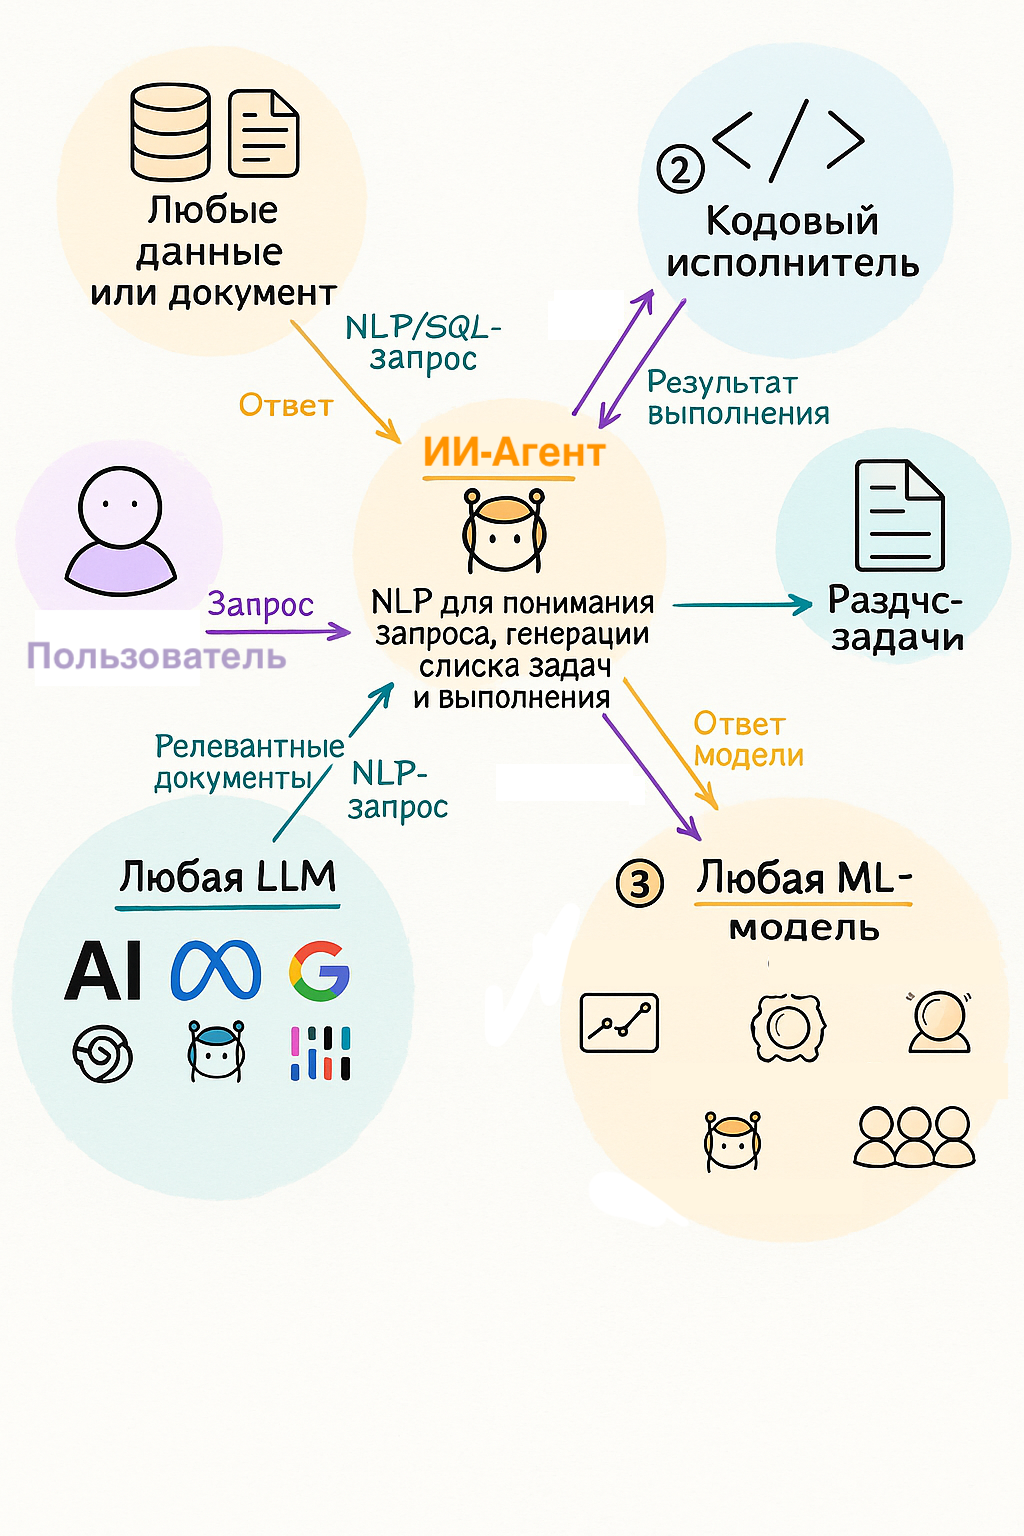 Любые
данные
или документ
②
Кодовый
исполнитель
NLP/SQL-
запрос
Ответ
Результат
выполнения
ИИ-Агент
NLP для понимания
запроса, генерации
слиска задач
и выполнения
Запрос
Пользователь
Раздчс-
задачи
Релевантные
документы
NLP-
запрос
Ответ
модели
Любая LLM
AI
G
③
Любая ML-
модель